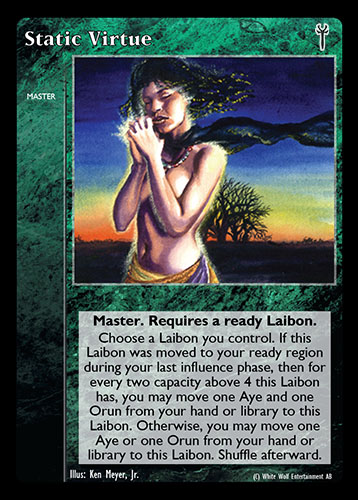 Static Virtue
MASTER
Master. Requires a ready Laibon.
Choose a Laibon you control. If this
Laibon was moved to your ready region
during your last influence phase, then for
every two capacity above 4 this Laibon
has, you may move one Aye and one
Orun from your hand or library to this
Laibon. Otherwise, you may move one
Aye or one Orun from your hand or
library to this Laibon. Shuffle afterward.
Illus: Ken Meyer, Jr.
(C) White Wolf Entertainment AB